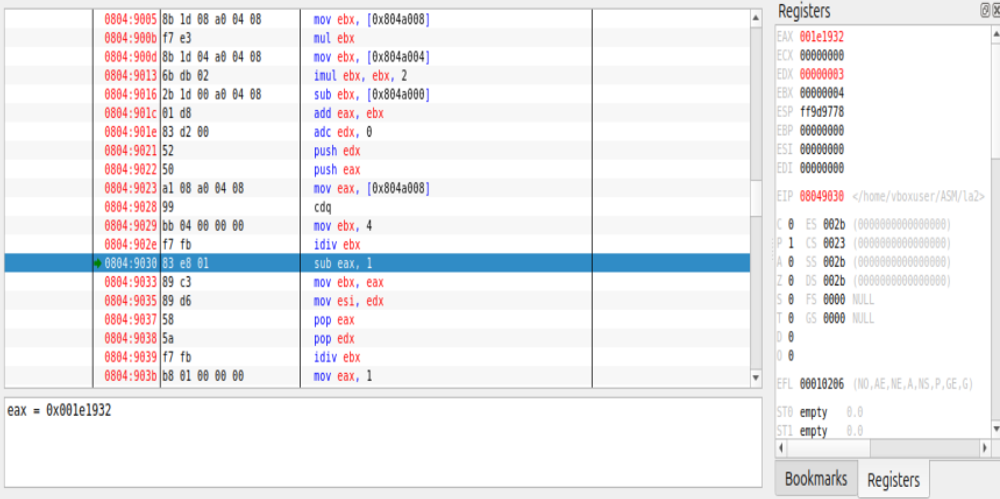 0804:9005 8b 1d 08 a0 04 08 mov ebx, [0x804a008]
0804:900b f7 e3 mul ebx
0804:900d 8b 1d 04 a0 04 08 mov ebx, [0x804a004]
0804:9013 6b db 02 imul ebx, ebx, 2
0804:9016 2b 1d 00 a0 04 08 sub ebx, [0x804a000]
0804:901c 01 d8 add eax, ebx
0804:901e 83 d2 00 adc edx, 0
0804:9021 52 push edx
0804:9022 50 push eax
0804:9023 a1 08 a0 04 08 mov eax, [0x804a008]
0804:9028 99 cdq
0804:9029 bb 04 00 00 00 mov ebx, 4
0804:902e f7 fb idiv ebx
0804:9030 83 e8 01 sub eax, 1
0804:9033 89 c3 mov ebx, eax
0804:9035 89 d6 mov esi, edx
0804:9037 58 pop eax
0804:9038 5a pop edx
0804:9039 f7 fb idiv ebx
0804:903b b8 01 00 00 00 mov eax, 1
eax = 0x001e1932
Registers
EAX 001e1932
ECX 00000000
EDX 00000003
EBX 00000004
ESP ff9d9778
EBP 00000000
ESI 00000000
EDI 00000000
EIP 08049030 </home/vboxuser/ASM/la2>
C 0 ES 002b (0000000000000000)
P 1 CS 0023 (0000000000000000)
A 0 SS 002b (0000000000000000)
Z 0 DS 002b (0000000000000000)
S 0 FS 0000 NULL
T 0 GS 0000 NULL
D 0
O 0
EFL 00010206 (NO,AE,NE,A,NS,P,GE,G)
ST0 empty 0.0
ST1 empty 0.0
Bookmarks Registers